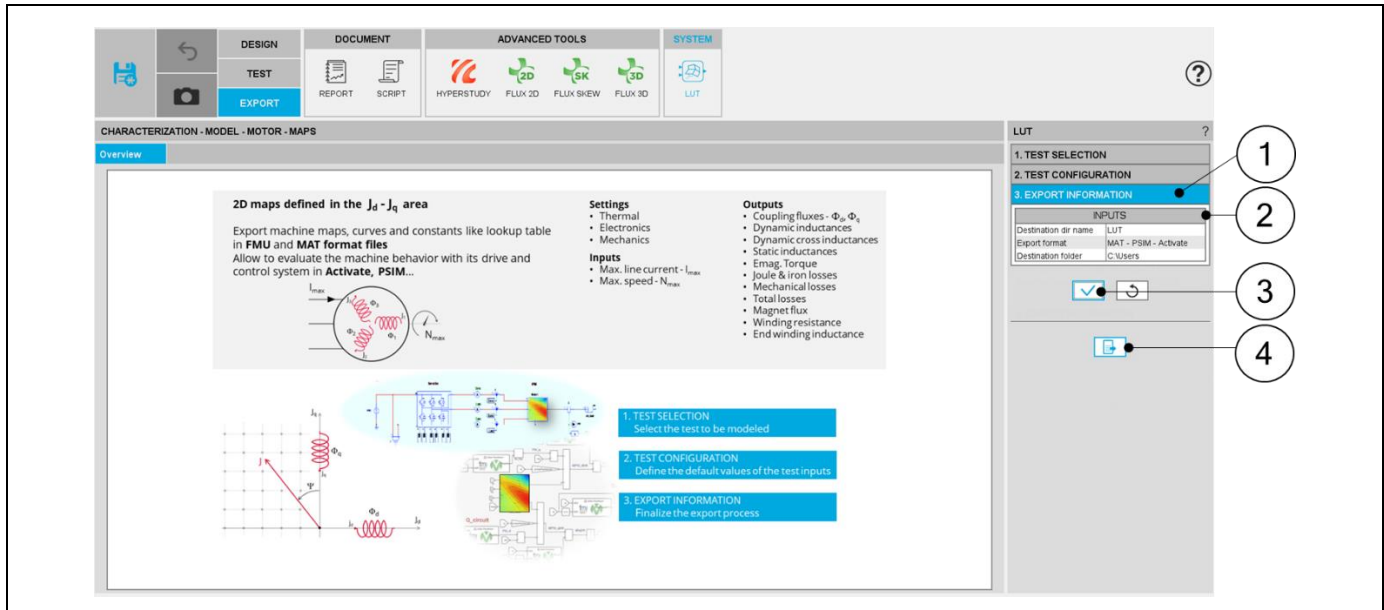 DESIGN
TEST
EXPORT
DOCUMENT
REPORT
SCRIPT
ADVANCED TOOLS
HYPERSTUDY
2D
FLUX 2D
SK
FLUX SKEW
3D
FLUX 3D
SYSTEM
LUT
?
CHARACTERIZATION - MODEL - MOTOR - MAPS
Overview
2D maps defined in the Jd - Jq area
Export machine maps, curves and constants like lookup table
in FMU and MAT format files
Allow to evaluate the machine behavior with its drive and
control system in Activate, PSIM...
Imax
Φ3
Φ2
Φ1
Nmax
Settings
• Thermal
• Electronics
• Mechanics
Inputs
• Max. line current - Imax
• Max. speed - Nmax
Outputs
• Coupling fluxes - Φd, Φq
• Dynamic inductances
• Dynamic cross inductances
• Static inductances
• Emag. Torque
• Joule & iron losses
• Mechanical losses
• Total losses
• Magnet flux
• Winding resistance
• End winding inductance
Jq
Φq
J
Ψ
Φd
Jd
1. TEST SELECTION
Select the test to be modeled
2. TEST CONFIGURATION
Define the default values of the test inputs
3. EXPORT INFORMATION
Finalize the export process
LUT ?
1. TEST SELECTION
2. TEST CONFIGURATION
3. EXPORT INFORMATION
INPUTS
Destination dir name LUT
Export format MAT - PSIM - Activate
Destination folder C:\Users
1
2
3
4